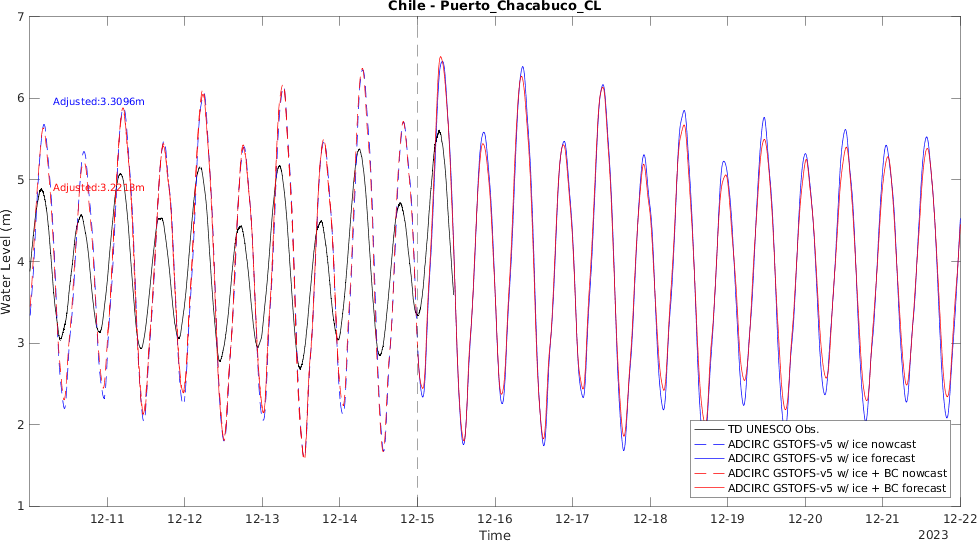 Chile - Puerto_Chacabuco_CL
7
6
5
4
3
2
1
Water Level (m)
Adjusted:3.3096m
Adjusted:3.2213m
TD UNESCO Obs.
ADCIRC GSTOFS-v5 w/ ice nowcast
ADCIRC GSTOFS-v5 w/ ice forecast
ADCIRC GSTOFS-v5 w/ ice + BC nowcast
ADCIRC GSTOFS-v5 w/ ice + BC forecast
12-11 12-12 12-13 12-14 12-15 12-16 12-17 12-18 12-19 12-20 12-21 12-22
Time
2023